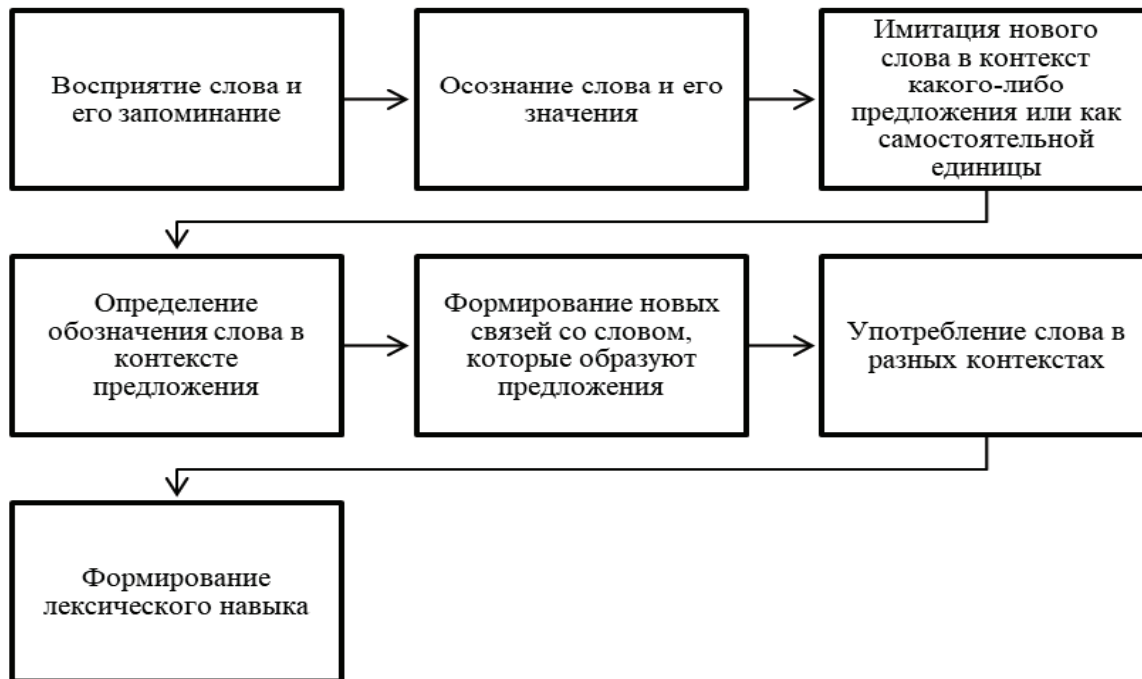 Восприятие слова и
его запоминание
Осознание слова и его
значения
Имитация нового
слова в контекст
какого-либо
предложения или как
самостоятельной
единицы
Определение
обозначения слова в
контексте
предложения
Формирование новых
связей со словом,
которые образуют
предложения
Употребление слова в
разных контекстах
Формирование
лексического навыка